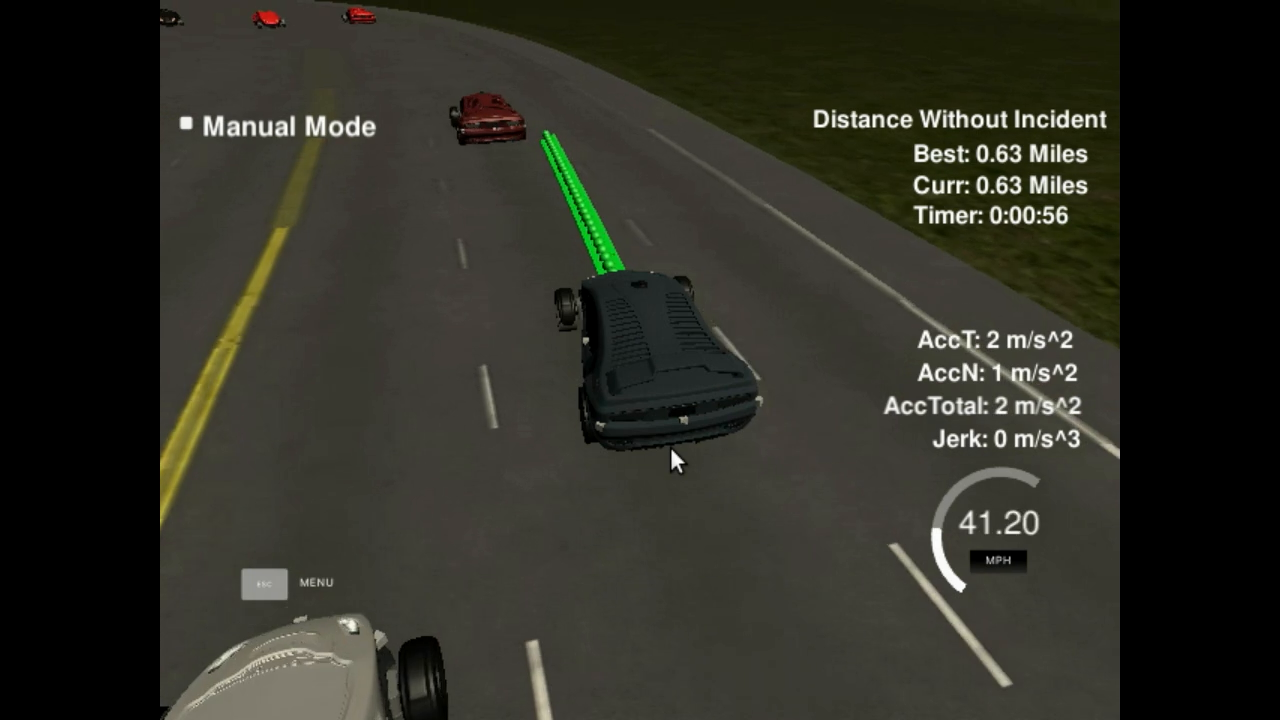 Manual Mode
Distance Without Incident
Best: 0.63 Miles
Curr: 0.63 Miles
Timer: 0:00:56
AccT: 2 m/s^2
AccN: 1 m/s^2
AccTotal: 2 m/s^2
Jerk: 0 m/s^3
41.20
MPH
ESC MENU